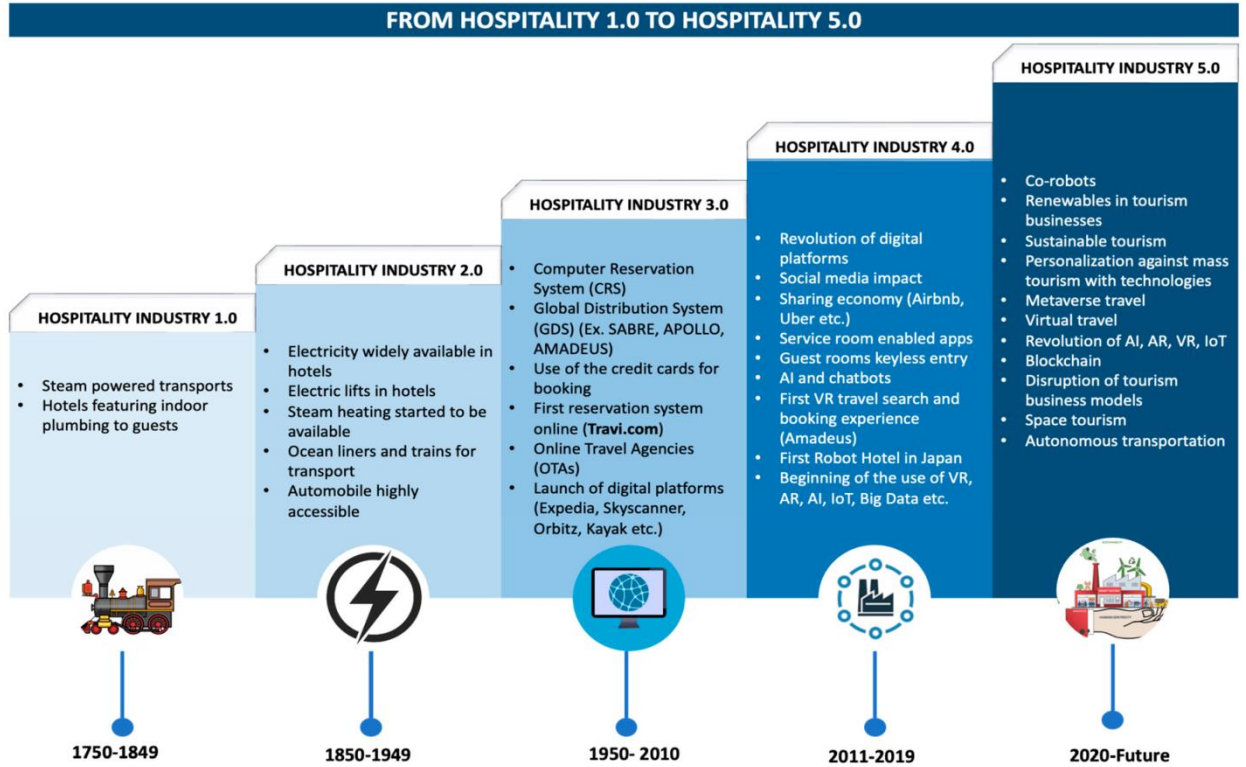 FROM HOSPITALITY 1.0 TO HOSPITALITY 5.0
HOSPITALITY INDUSTRY 1.0
• Steam powered transports
• Hotels featuring indoor
plumbing to guests
1750-1849
HOSPITALITY INDUSTRY 2.0
• Electricity widely available in
hotels
• Electric lifts in hotels
• Steam heating started to be
available
• Ocean liners and trains for
transport
• Automobile highly
accessible
1850-1949
HOSPITALITY INDUSTRY 3.0
• Computer Reservation
System (CRS)
• Global Distribution System
(GDS) (Ex. SABRE, APOLLO,
AMADEUS)
• Use of the credit cards for
booking
• First reservation system
online (Travi.com)
• Online Travel Agencies
(OTAs)
• Launch of digital platforms
(Expedia, Skyscanner,
Orbitz, Kayak etc.)
1950- 2010
HOSPITALITY INDUSTRY 4.0
• Revolution of digital
platforms
• Social media impact
• Sharing economy (Airbnb,
Uber etc.)
• Service room enabled apps
• Guest rooms keyless entry
• AI and chatbots
• First VR travel search and
booking experience
(Amadeus)
• First Robot Hotel in Japan
• Beginning of the use of VR,
AR, AI, IoT, Big Data etc.
2011-2019
HOSPITALITY INDUSTRY 5.0
• Co-robots
• Renewables in tourism
businesses
• Sustainable tourism
• Personalization against mass
tourism with technologies
• Metaverse travel
• Virtual travel
• Revolution of AI, AR, VR, IoT
• Blockchain
• Disruption of tourism
business models
• Space tourism
• Autonomous transportation
2020-Future